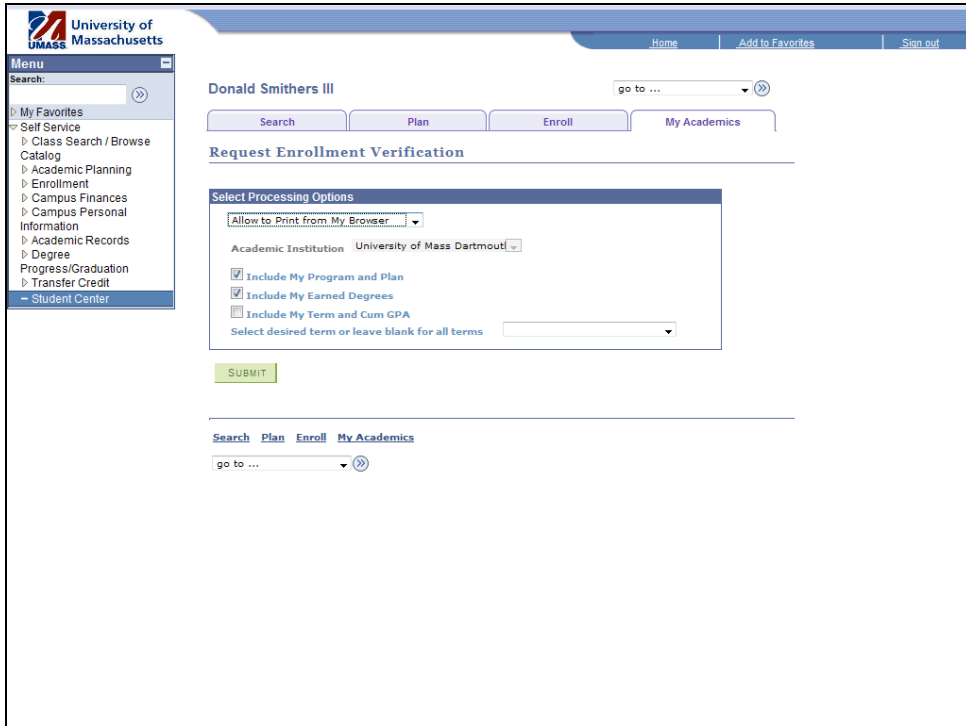 University of
UMASS Massachusetts
Home
Add to Favorites
Sign out
Menu
Search:
My Favorites
Self Service
Class Search / Browse
Catalog
Academic Planning
Enrollment
Campus Finances
Campus Personal
Information
Academic Records
Degree
Progress/Graduation
Transfer Credit
Student Center
Donald Smithers III
go to ...
Search
Plan
Enroll
My Academics
Request Enrollment Verification
Select Processing Options
Allow to Print from My Browser
Academic Institution University of Mass Dartmouth
Include My Program and Plan
Include My Earned Degrees
Include My Term and Cum GPA
Select desired term or leave blank for all terms
SUBMIT
Search Plan Enroll My Academics
go to ...